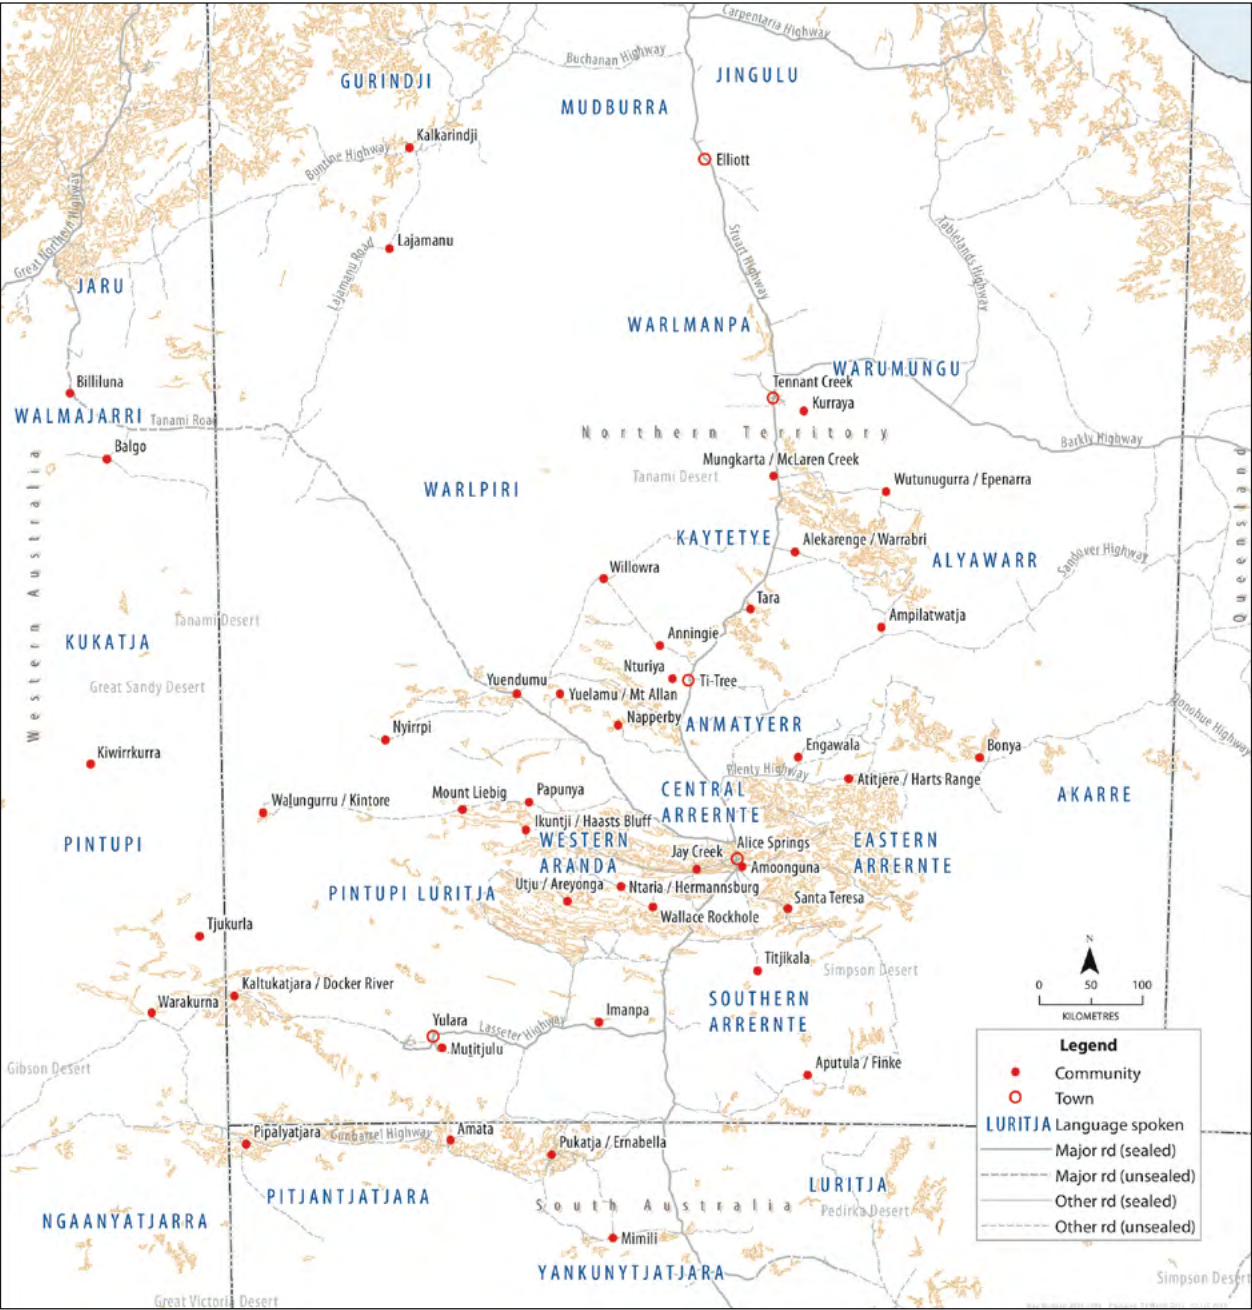 Carpentaria Highway
Buchanan Highway
JINGULU
GURINDJI
MUDBURRA
Kalkarindji
Buntine Highway
Elliott
Great Northern Highway
Lajamanu
Stuart Highway
Tablelands Highway
Lajamanu Road
JARU
WARLMANPA
WARUMUNGU
Billiluna
Tennant Creek
Kurraya
WALMAJARRI
Tanami Road
Northern Territory
Barkly Highway
Balgo
Mungkarta / McLaren Creek
Tanami Desert
Wutunugurra / Epenarra
WARLPIRI
Western Australia
Queensland
KAYTETYE
Alekarenge / Warrabri
ALYAWARR
Sandover Highway
Willowra
Tara
Ampilatwatja
Tanami Desert
KUKATJA
Anningie
Nturiya
Ti-Tree
Yuendumu
Yuelamu / Mt Allan
Great Sandy Desert
Napperby
ANMATYERR
Donohue Highway
Nyirrpi
Engawala
Bonya
Kiwirrkurra
Plenty Highway
Atitjere / Harts Range
CENTRAL
ARRERNTE
AKARRE
Mount Liebig
Papunya
Walungurru / Kintore
Ikuntji / Haasts Bluff
PINTUPI
WESTERN
ARANDA
Jay Creek
Alice Springs
EASTERN
ARRERNTE
Amoonguna
Utju / Areyonga
Ntaria / Hermannsburg
PINTUPI LURITJA
Santa Teresa
Wallace Rockhole
Tjukurla
Titjikala
Simpson Desert
Kaltukatjara / Docker River
Warakurna
SOUTHERN
ARRERNTE
N
0 50 100
KILOMETRES
Yulara
Lasseter Highway
Imanpa
Mutitjulu
Gibson Desert
Aputula / Finke
Legend
Community
Town
LURITJA Language spoken
Major rd (sealed)
Major rd (unsealed)
Other rd (sealed)
Other rd (unsealed)
Pipalyatjara
Gunbarrel Highway
Amata
Pukatja / Ernabella
PITJANTJATJARA
LURITJA
South Australia
Pedirka Desert
NGAANYATJARRA
Mimili
YANKUNYTJATJARA
Simpson Desert
Great Victoria Desert